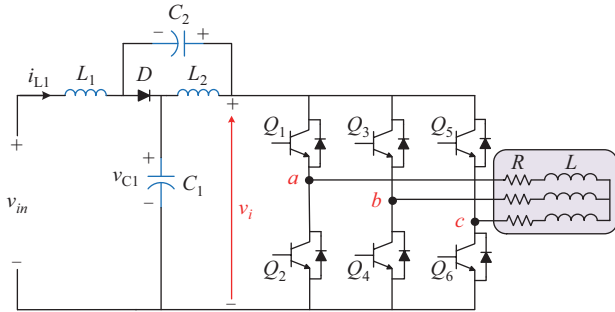 C2
− +
iL1 L1 D L2
+
Q1 Q3 Q5
R L
a
+
+
vC1 C1
vin
−
vi
b
c
Q2 Q4 Q6
−
−